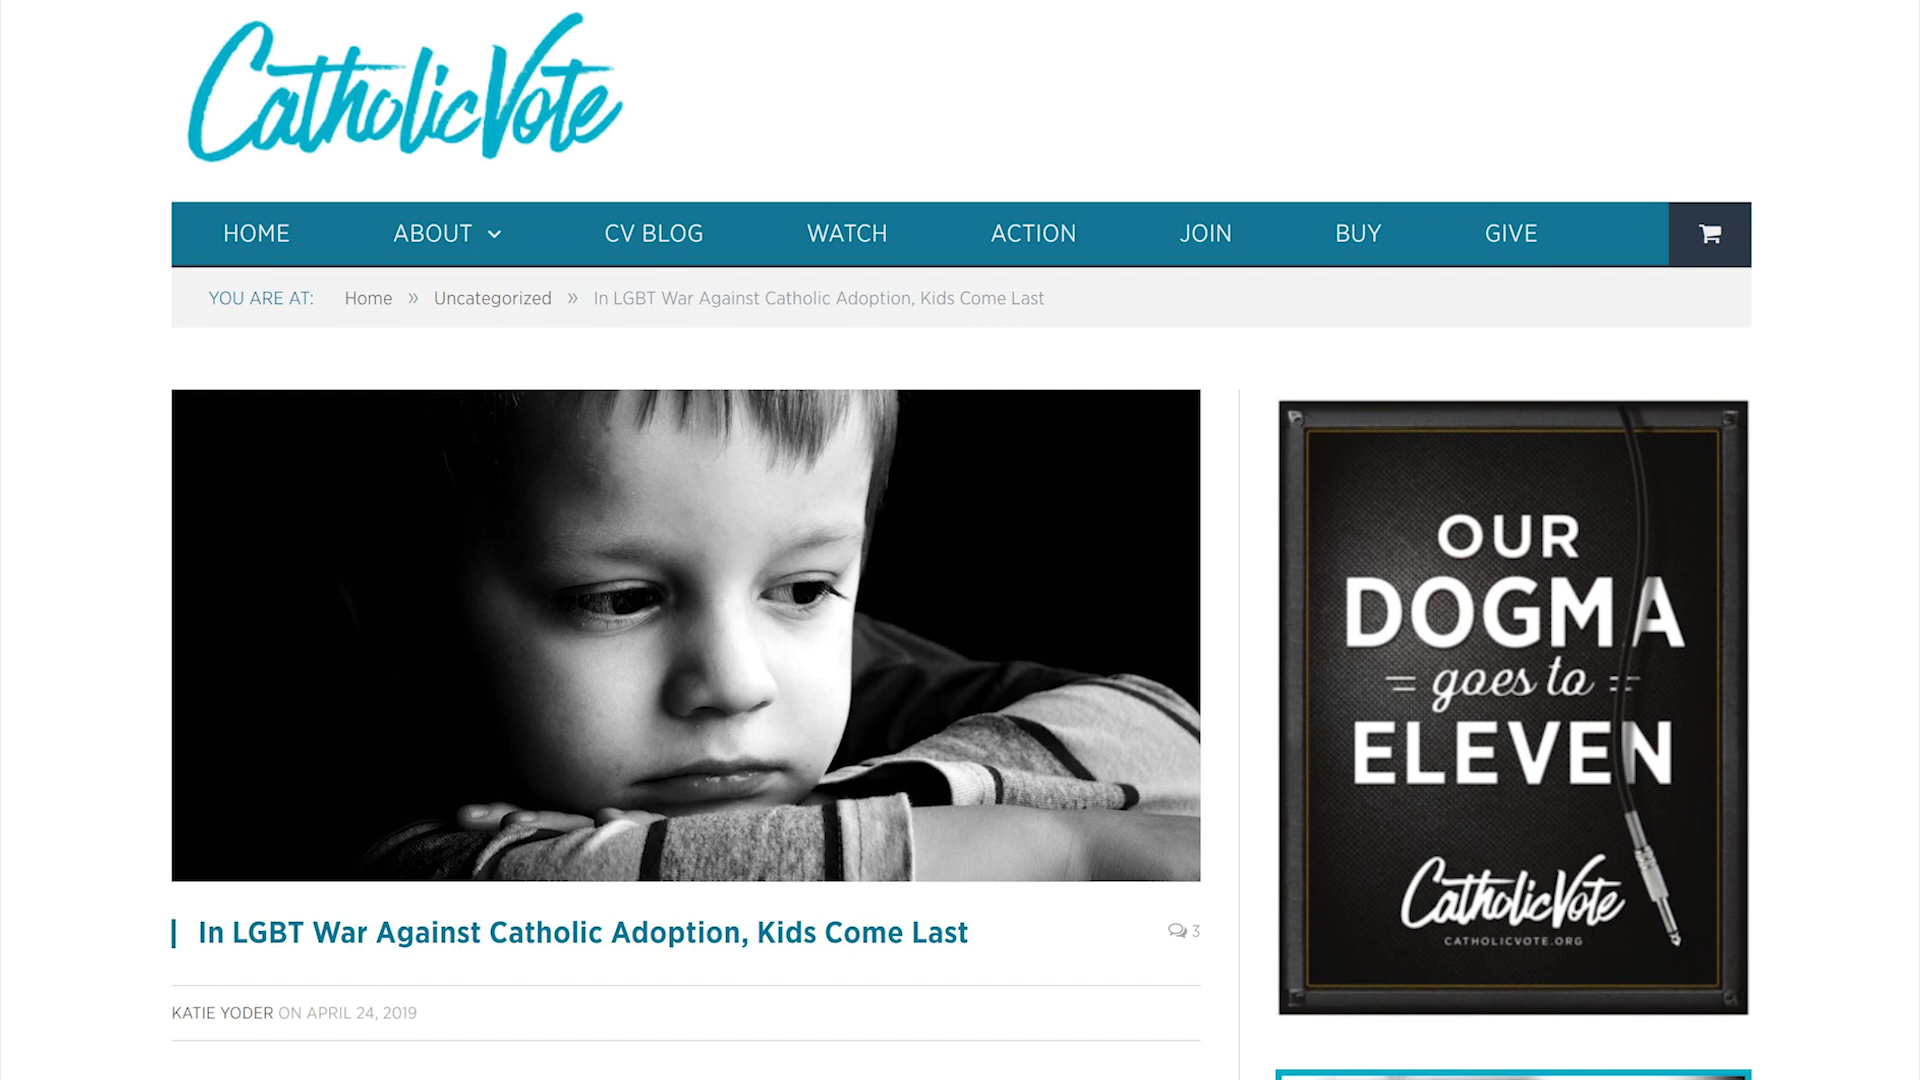 CatholicVote
HOME ABOUT CV BLOG WATCH ACTION JOIN BUY GIVE
YOU ARE AT: Home » Uncategorized » In LGBT War Against Catholic Adoption, Kids Come Last
In LGBT War Against Catholic Adoption, Kids Come Last
3
KATIE YODER ON APRIL 24, 2019
OUR
DOGMA
goes to
ELEVEN
CatholicVote
CATHOLICVOTE.ORG